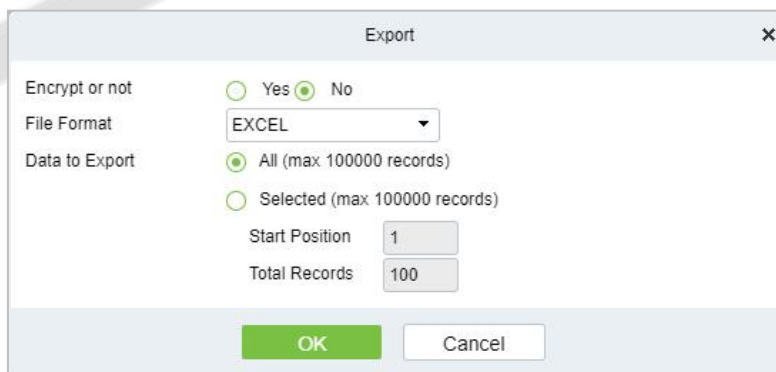 Export
Encrypt or not Yes No
File Format EXCEL
Data to Export All (max 100000 records)
Selected (max 100000 records)
Start Position 1
Total Records 100
OK Cancel